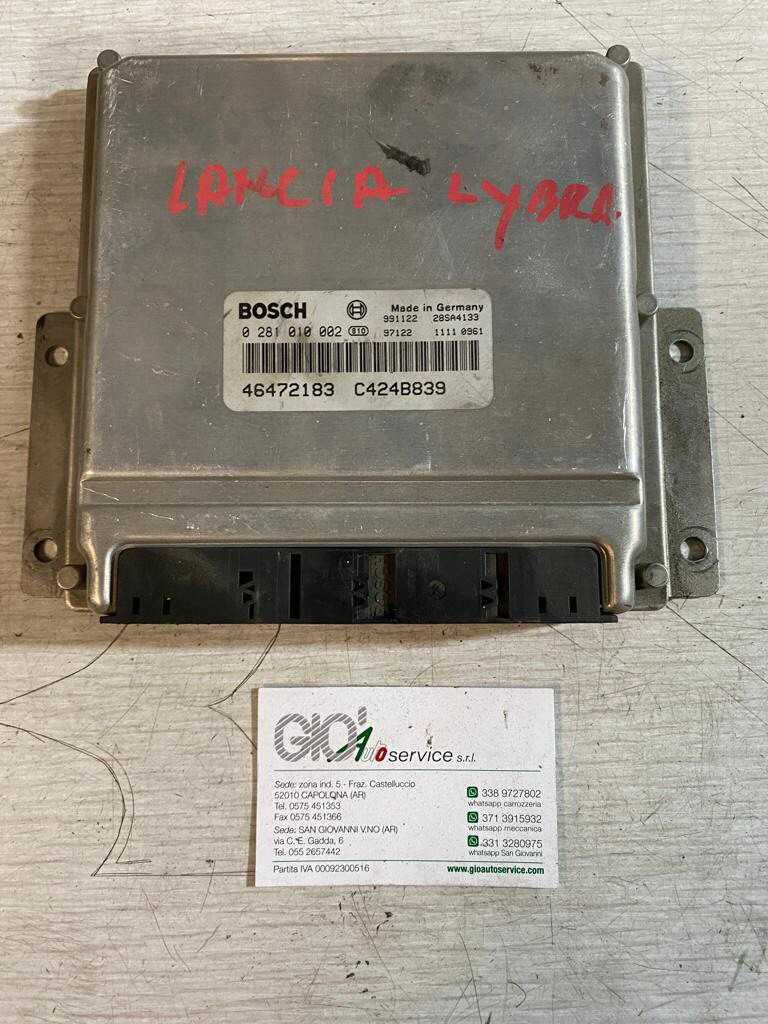 LANCIA LYBRA
BOSCH Made in Germany
991122 28SA4133
0 281 010 002 S10 97122 1111 0961
46472183 C424B839
GIO' Autoservice s.r.l.
Sede: zona ind. 5 - Fraz. Castelluccio
52010 CAPOLONA (AR)
Tel. 0575 451353
Fax 0575 451366
Sede: SAN GIOVANNI V.NO (AR)
via C. E. Gadda, 6
Tel. 055 2657442
Partita IVA 00092300516
338 9727802
whatsapp carrozzeria
371 3915932
whatsapp meccanica
331 3280975
whatsapp San Giovanni
www.gioautoservice.com